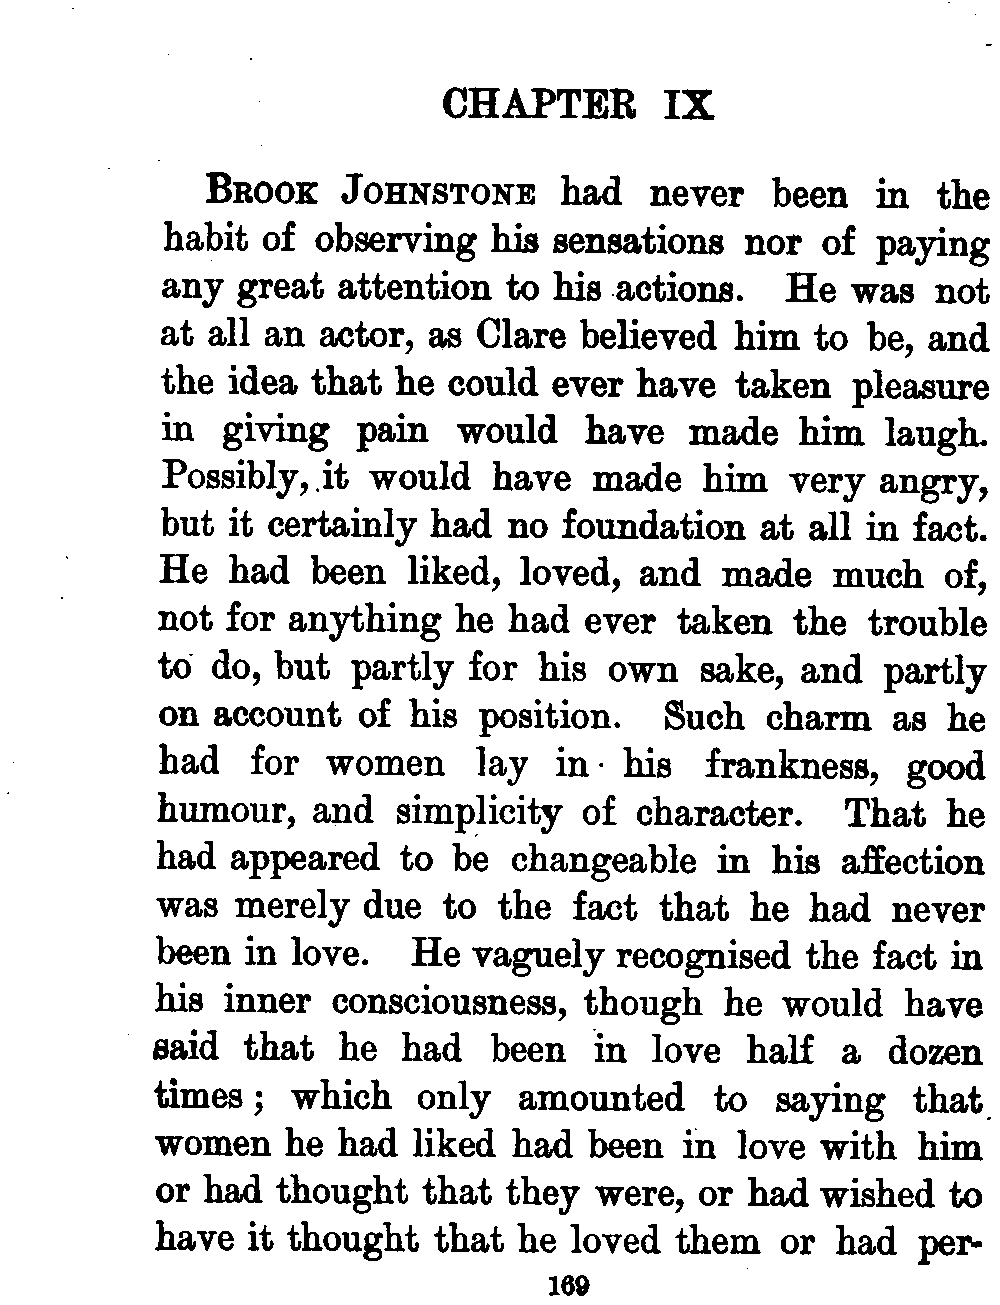 CHAPTER IX
BROOK JOHNSTONE had never been in the
habit of observing his sensations nor of paying
any great attention to his actions. He was not
at all an actor, as Clare believed him to be, and
the idea that he could ever have taken pleasure
in giving pain would have made him laugh.
Possibly, it would have made him very angry,
but it certainly had no foundation at all in fact.
He had been liked, loved, and made much of,
not for anything he had ever taken the trouble
to do, but partly for his own sake, and partly
on account of his position. Such charm as he
had for women lay in his frankness, good
humour, and simplicity of character. That he
had appeared to be changeable in his affection
was merely due to the fact that he had never
been in love. He vaguely recognised the fact in
his inner consciousness, though he would have
said that he had been in love half a dozen
times; which only amounted to saying that
women he had liked had been in love with him
or had thought that they were, or had wished to
have it thought that he loved them or had per-
169